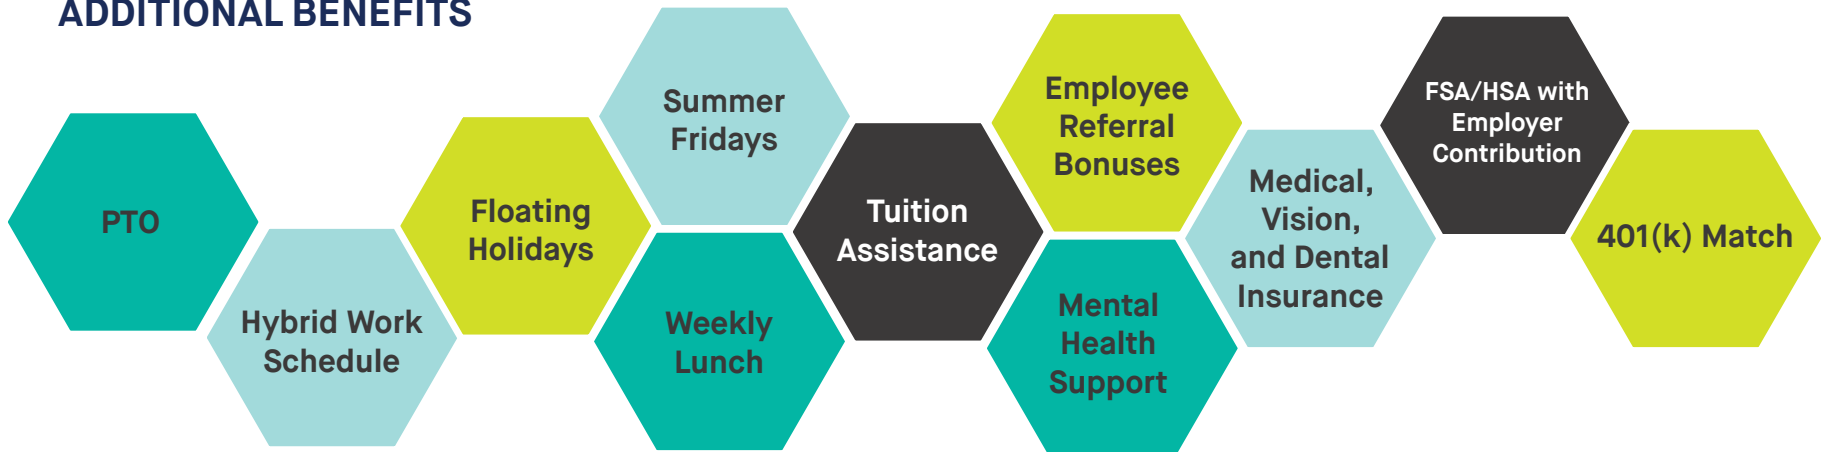 ADDITIONAL BENEFITS
PTO
Hybrid Work
Schedule
Floating
Holidays
Summer
Fridays
Weekly
Lunch
Tuition
Assistance
Employee
Referral
Bonuses
Mental
Health
Support
Medical,
Vision,
and Dental
Insurance
FSA/HSA with
Employer
Contribution
401(k) Match